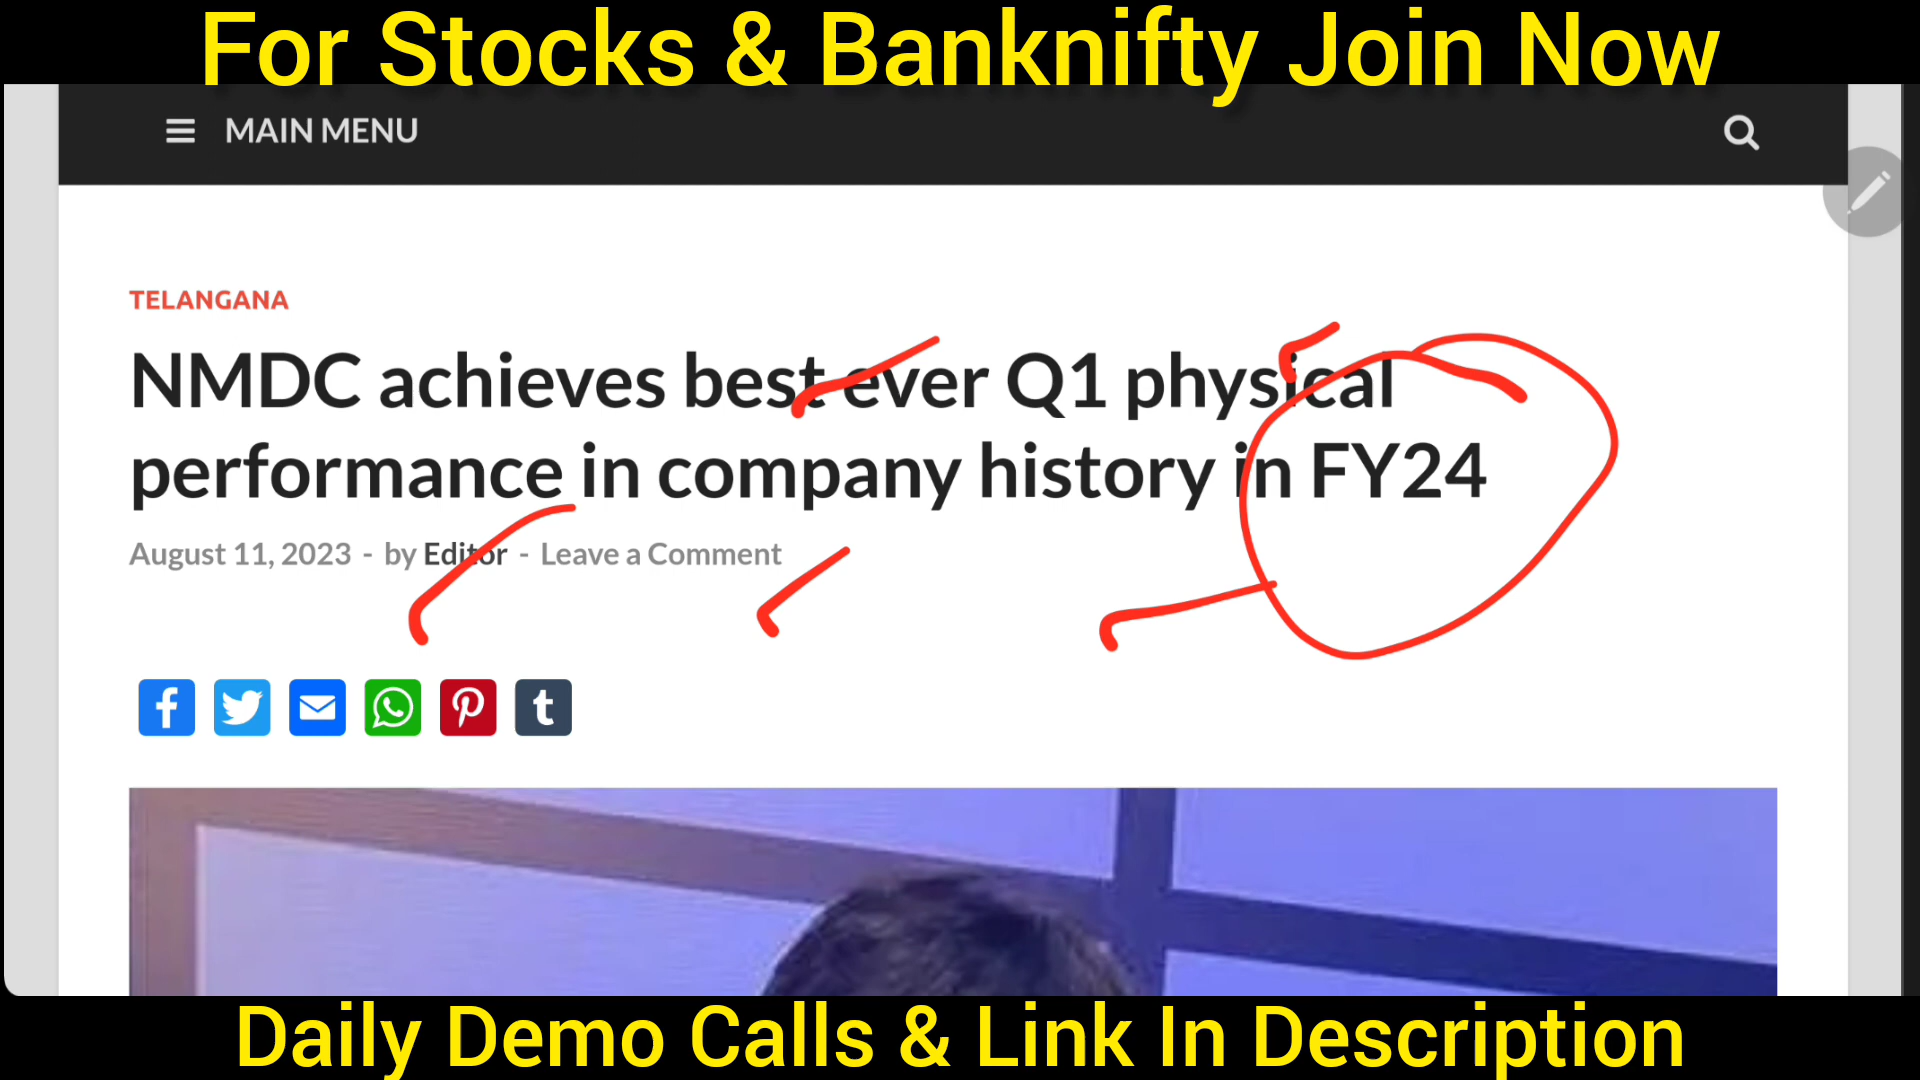 For Stocks & Banknifty Join Now
MAIN MENU
TELANGANA
NMDC achieves best ever Q1 physical
performance in company history in FY24
August 11, 2023 - by Editor - Leave a Comment
Daily Demo Calls & Link In Description